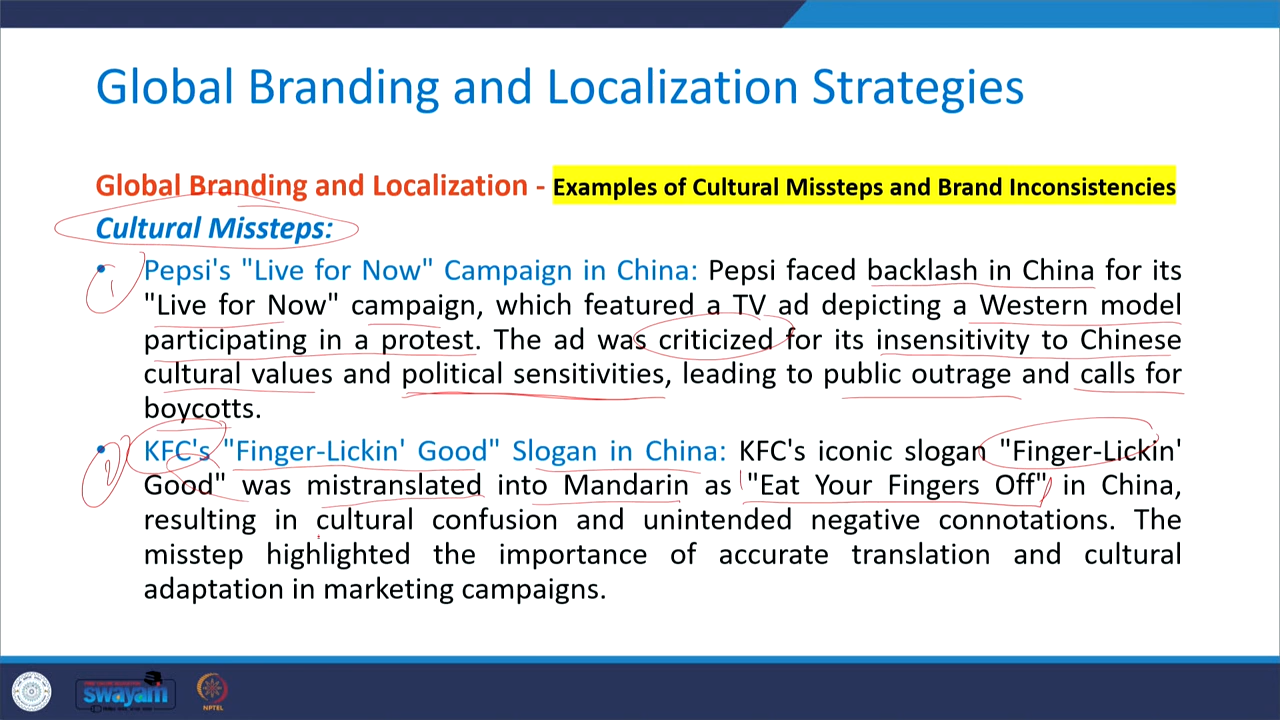 Global Branding and Localization Strategies
Global Branding and Localization - Examples of Cultural Missteps and Brand Inconsistencies
Cultural Missteps:
• Pepsi's "Live for Now" Campaign in China: Pepsi faced backlash in China for its
"Live for Now" campaign, which featured a TV ad depicting a Western model
participating in a protest. The ad was criticized for its insensitivity to Chinese
cultural values and political sensitivities, leading to public outrage and calls for
boycotts.
• KFC's "Finger-Lickin' Good" Slogan in China: KFC's iconic slogan "Finger-Lickin'
Good" was mistranslated into Mandarin as "Eat Your Fingers Off" in China,
resulting in cultural confusion and unintended negative connotations. The
misstep highlighted the importance of accurate translation and cultural
adaptation in marketing campaigns.
1
2
swayam
NPTEL